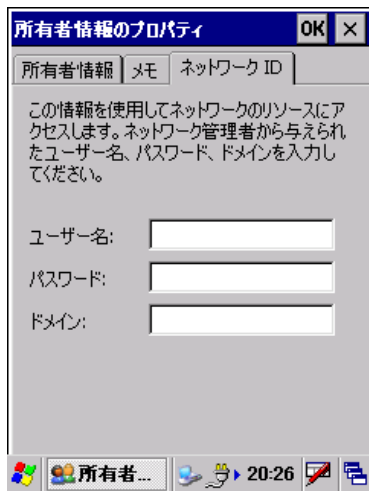 所有者情報のプロパティ OK ×
所有者情報 メモ ネットワーク ID
この情報を使用してネットワークのリソースにア
クセスします。ネットワーク管理者から与えられ
たユーザー名、パスワード、ドメインを入力し
てください。
ユーザー名:
パスワード:
ドメイン:
所有者... 20:26